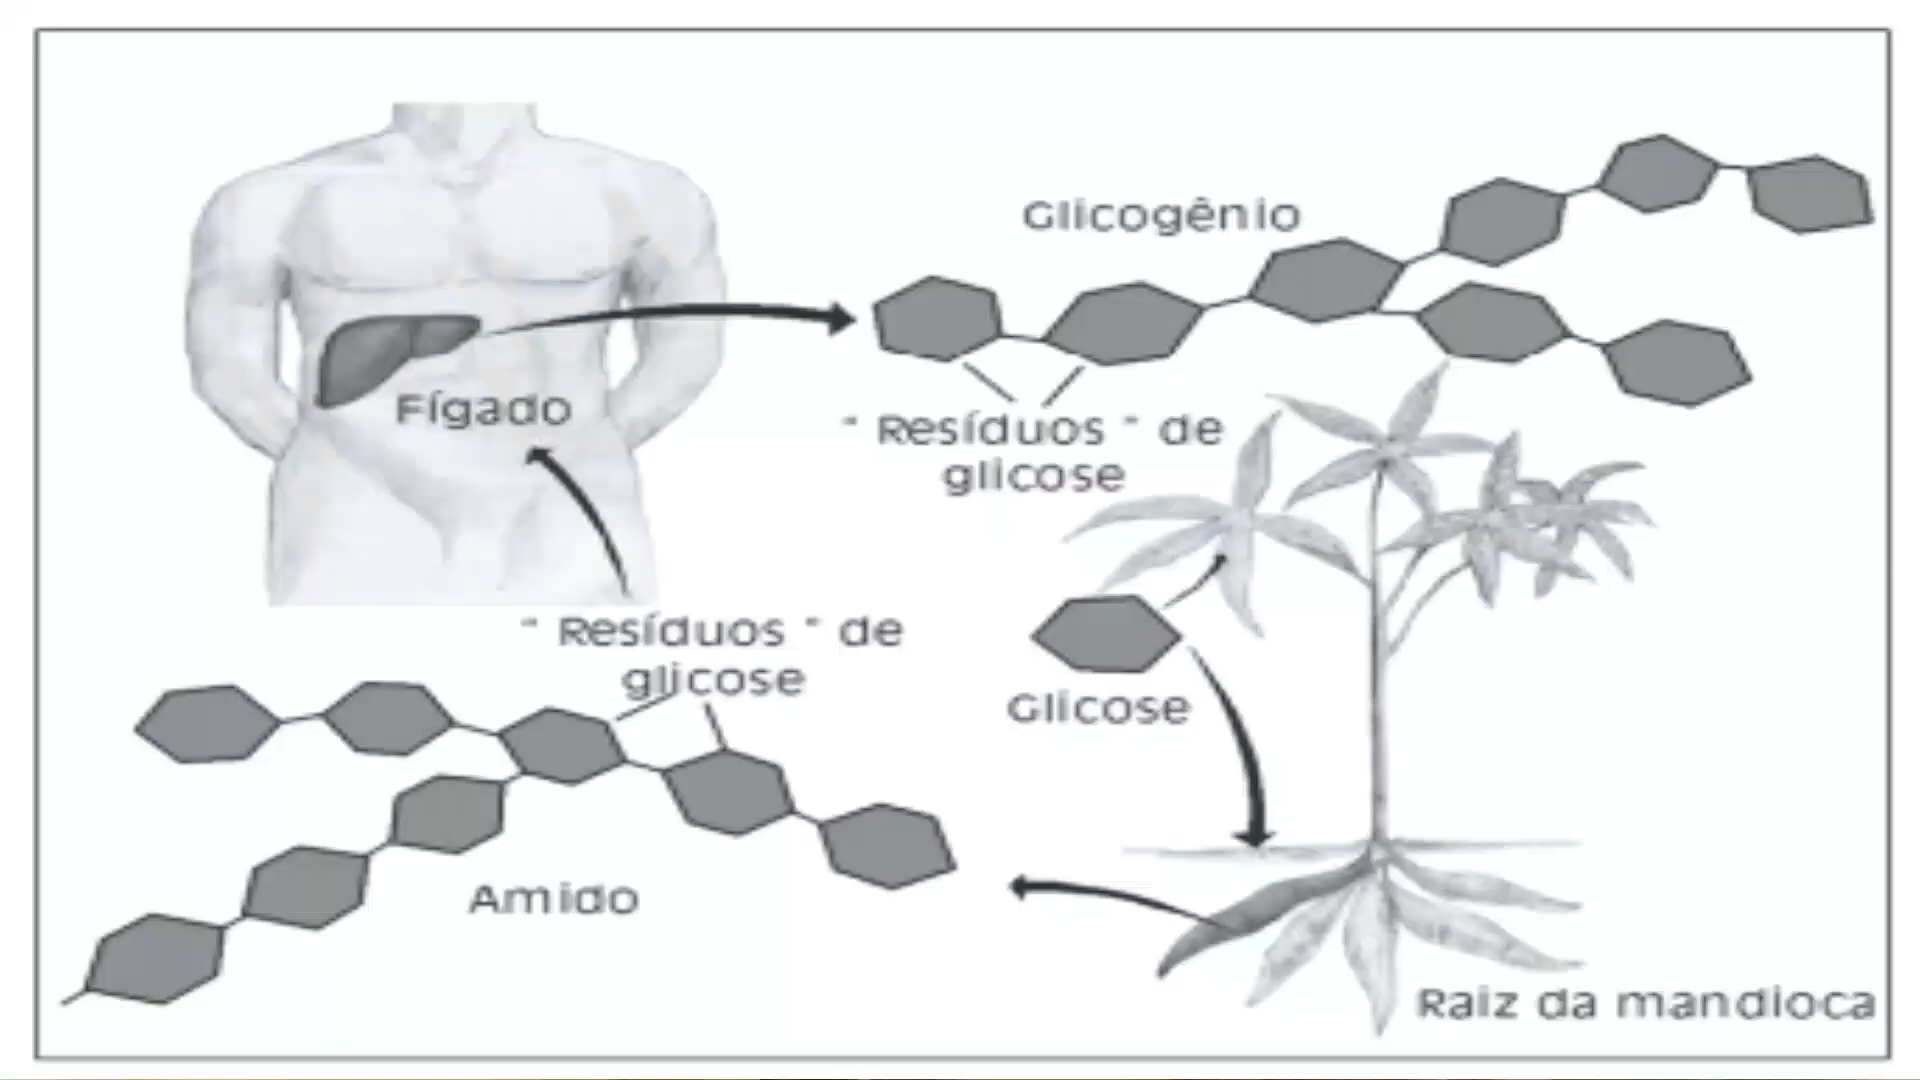 Glicogênio
Fígado
" Resíduos " de
glicose
" Resíduos " de
glicose
Glicose
Amido
Raiz da mandioca